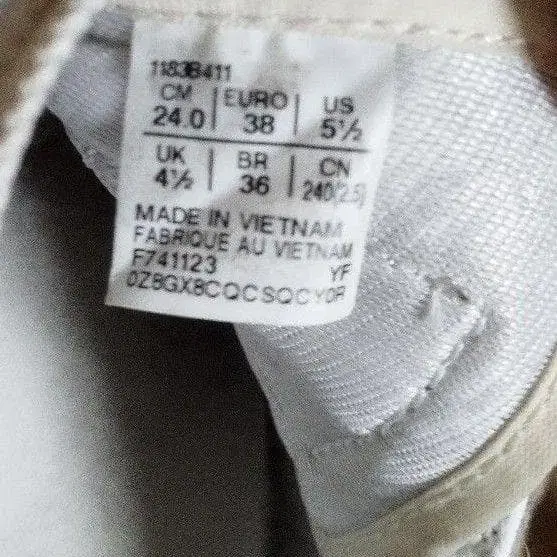 1183B411
CM EURO US
24.0 38 5½
UK BR CN
4½ 36 240(2.5)
MADE IN VIETNAM
FABRIQUE AU VIETNAM
F741123 YF
0Z8GX8CQCSQCY0R